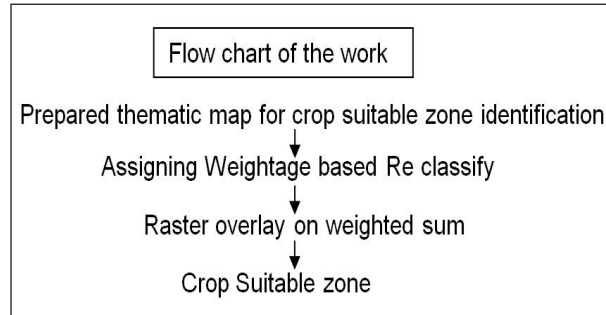 Flow chart of the work
Prepared thematic map for crop suitable zone identification
Assigning Weightage based Re classify
Raster overlay on weighted sum
Crop Suitable zone